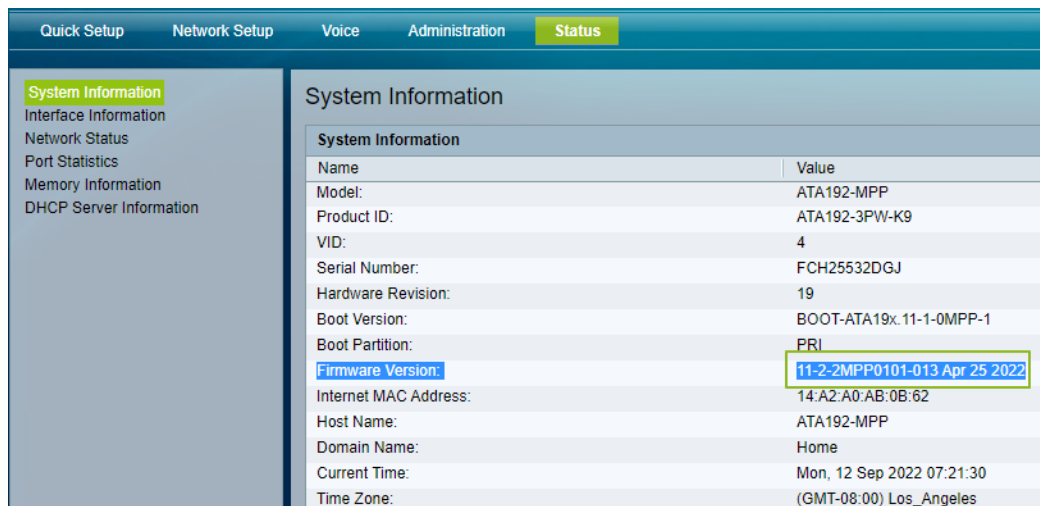 Quick Setup Network Setup Voice Administration Status
System Information
Interface Information
Network Status
Port Statistics
Memory Information
DHCP Server Information
System Information
System Information
Name Value
Model: ATA192-MPP
Product ID: ATA192-3PW-K9
VID: 4
Serial Number: FCH25532DGJ
Hardware Revision: 19
Boot Version: BOOT-ATA19x.11-1-0MPP-1
Boot Partition: PRI
Firmware Version: 11-2-2MPP0101-013 Apr 25 2022
Internet MAC Address: 14:A2:A0:AB:0B:62
Host Name: ATA192-MPP
Domain Name: Home
Current Time: Mon, 12 Sep 2022 07:21:30
Time Zone: (GMT-08:00) Los_Angeles